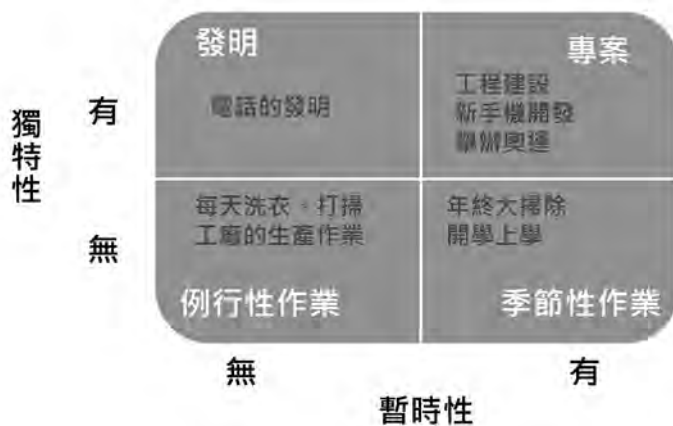 發明
專案
電話的發明
工程建設
新手機開發
舉辦奧運
獨特性
有
無
每天洗衣、打掃
工廠的生產作業
年終大掃除
開學上學
例行性作業
季節性作業
無
有
暫時性